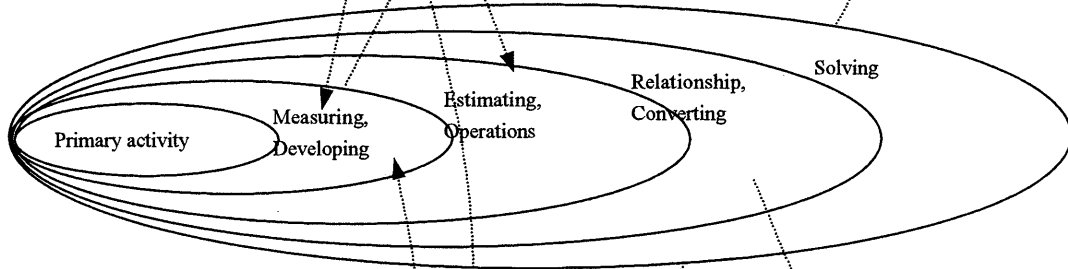 Primary activity
Measuring,
Developing
Estimating,
Operations
Relationship,
Converting
Solving